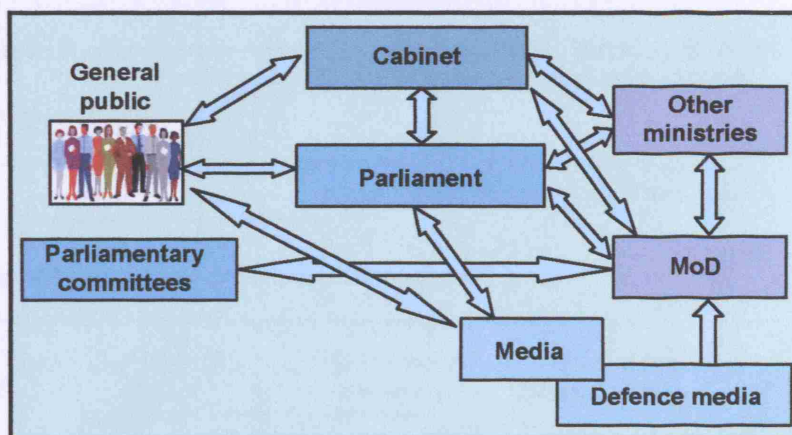 Cabinet
General
public
Other
ministries
Parliament
Parliamentary
committees
MoD
Media
Defence media